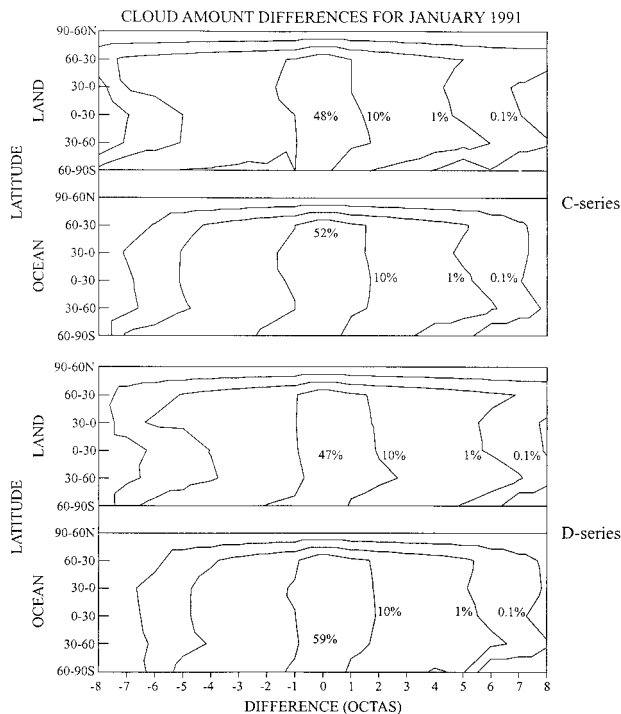 CLOUD AMOUNT DIFFERENCES FOR JANUARY 1991
90-60N
60-30
30-0
0-30
30-60
60-90S
LAND
48%
10%
1%
0.1%
LATITUDE
C-series
90-60N
60-30
30-0
0-30
30-60
60-90S
OCEAN
52%
10%
1%
0.1%
90-60N
60-30
30-0
0-30
30-60
60-90S
LAND
47%
10%
1%
0.1%
LATITUDE
D-series
90-60N
60-30
30-0
0-30
30-60
60-90S
OCEAN
59%
10%
1%
0.1%
-8 -7 -6 -5 -4 -3 -2 -1 0 1 2 3 4 5 6 7 8
DIFFERENCE (OCTAS)